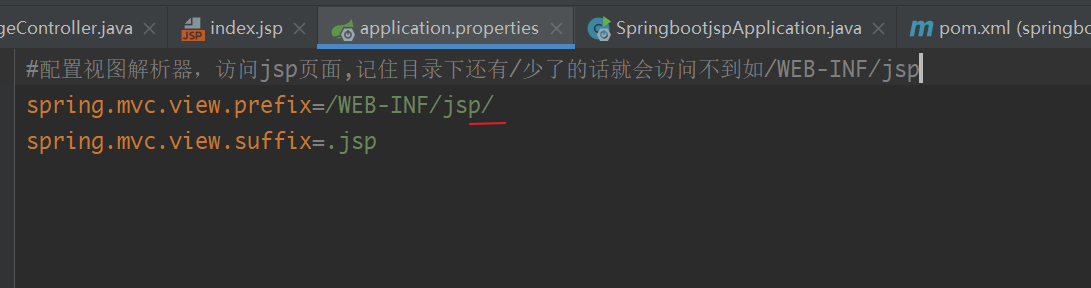 geController.java index.jsp application.properties SpringbootjspApplication.java pom.xml (springbo
#配置视图解析器，访问jsp页面,记住目录下还有/少了的话就会访问不到如/WEB-INF/jsp
spring.mvc.view.prefix=/WEB-INF/jsp/
spring.mvc.view.suffix=.jsp